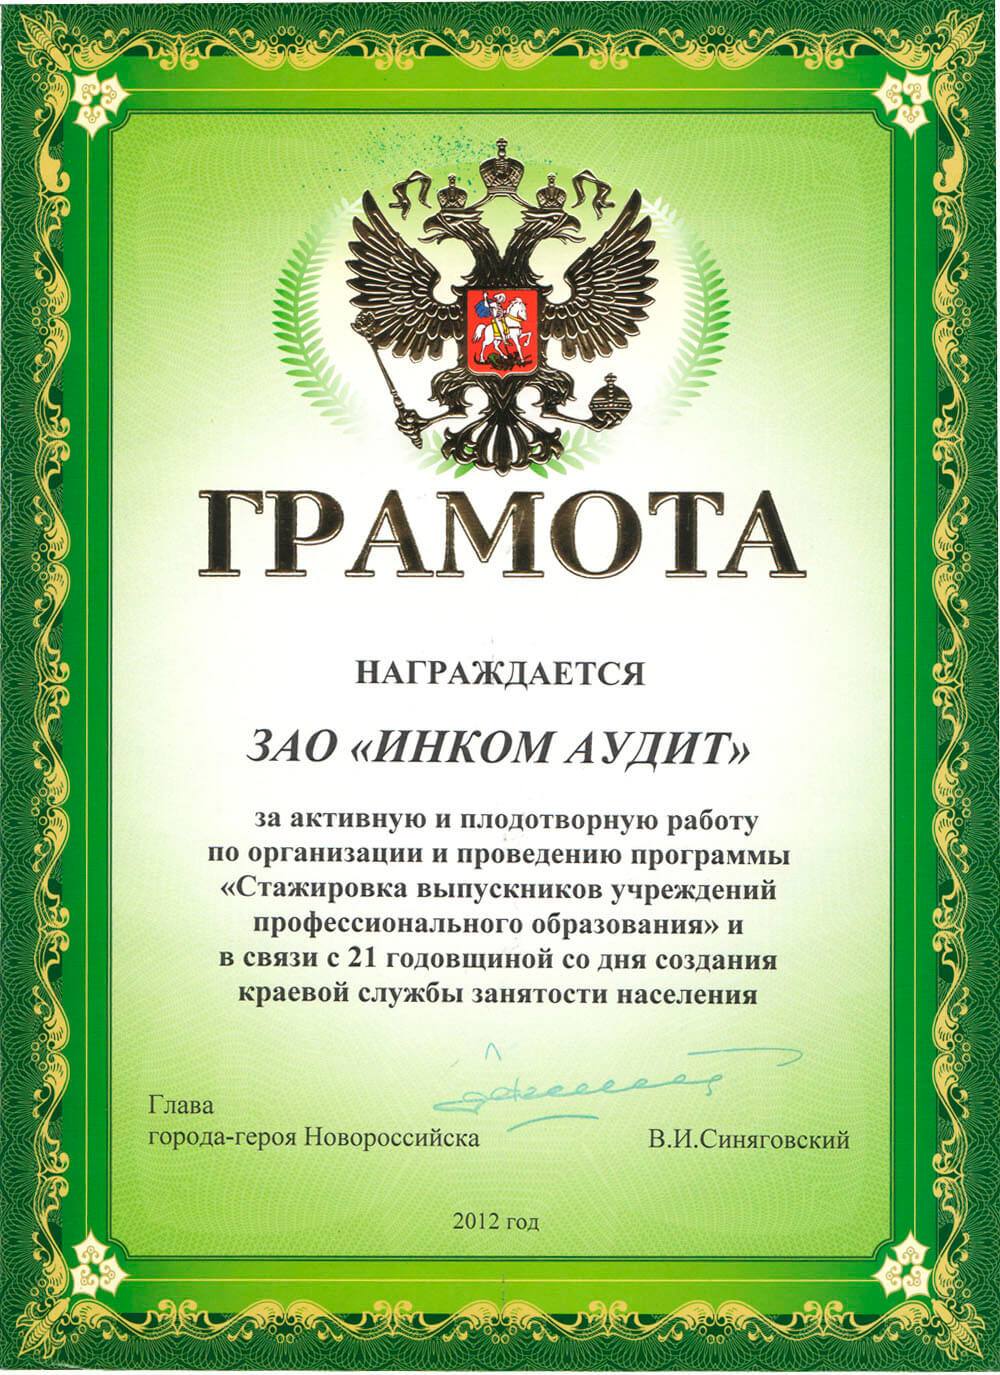 ГРАМОТА
НАГРАЖДАЕТСЯ
ЗАО «ИНКОМ АУДИТ»
за активную и плодотворную работу
по организации и проведению программы
«Стажировка выпускников учреждений
профессионального образования» и
в связи с 21 годовщиной со дня создания
краевой службы занятости населения
Глава
города-героя Новороссийска
В.И.Синяговский
2012 год